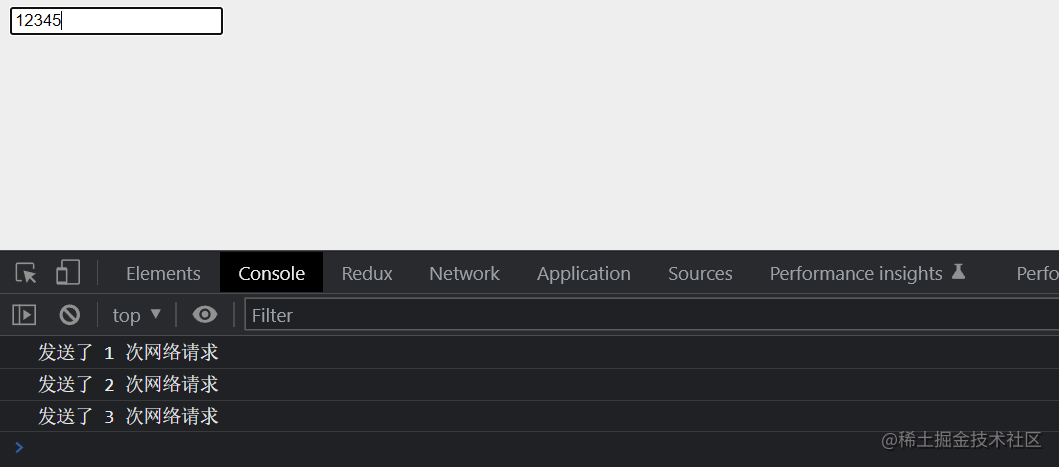 12345
Elements Console Redux Network Application Sources Performance insights Perfo
top Filter
发送了 1 次网络请求
发送了 2 次网络请求
发送了 3 次网络请求
@稀土掘金技术社区